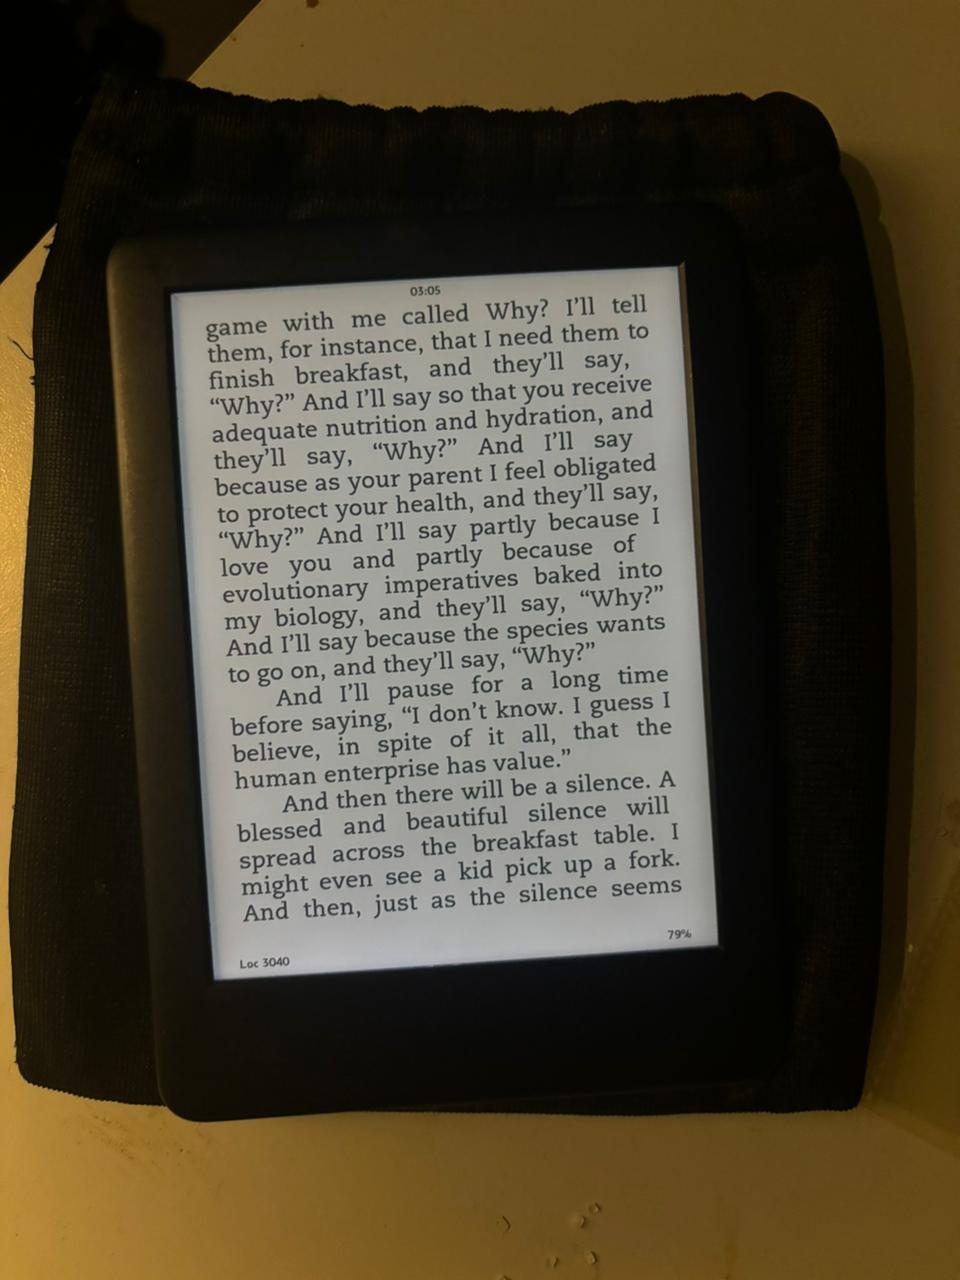 03:05
game with me called Why? I’ll tell
them, for instance, that I need them to
finish breakfast, and they’ll say,
“Why?” And I’ll say so that you receive
adequate nutrition and hydration, and
they’ll say, “Why?” And I’ll say
because as your parent I feel obligated
to protect your health, and they’ll say,
“Why?” And I’ll say partly because I
love you and partly because of
evolutionary imperatives baked into
my biology, and they’ll say, “Why?”
And I’ll say because the species wants
to go on, and they’ll say, “Why?”
And I’ll pause for a long time
before saying, “I don’t know. I guess I
believe, in spite of it all, that the
human enterprise has value.”
And then there will be a silence. A
blessed and beautiful silence will
spread across the breakfast table. I
might even see a kid pick up a fork.
And then, just as the silence seems
Loc 3040
79%